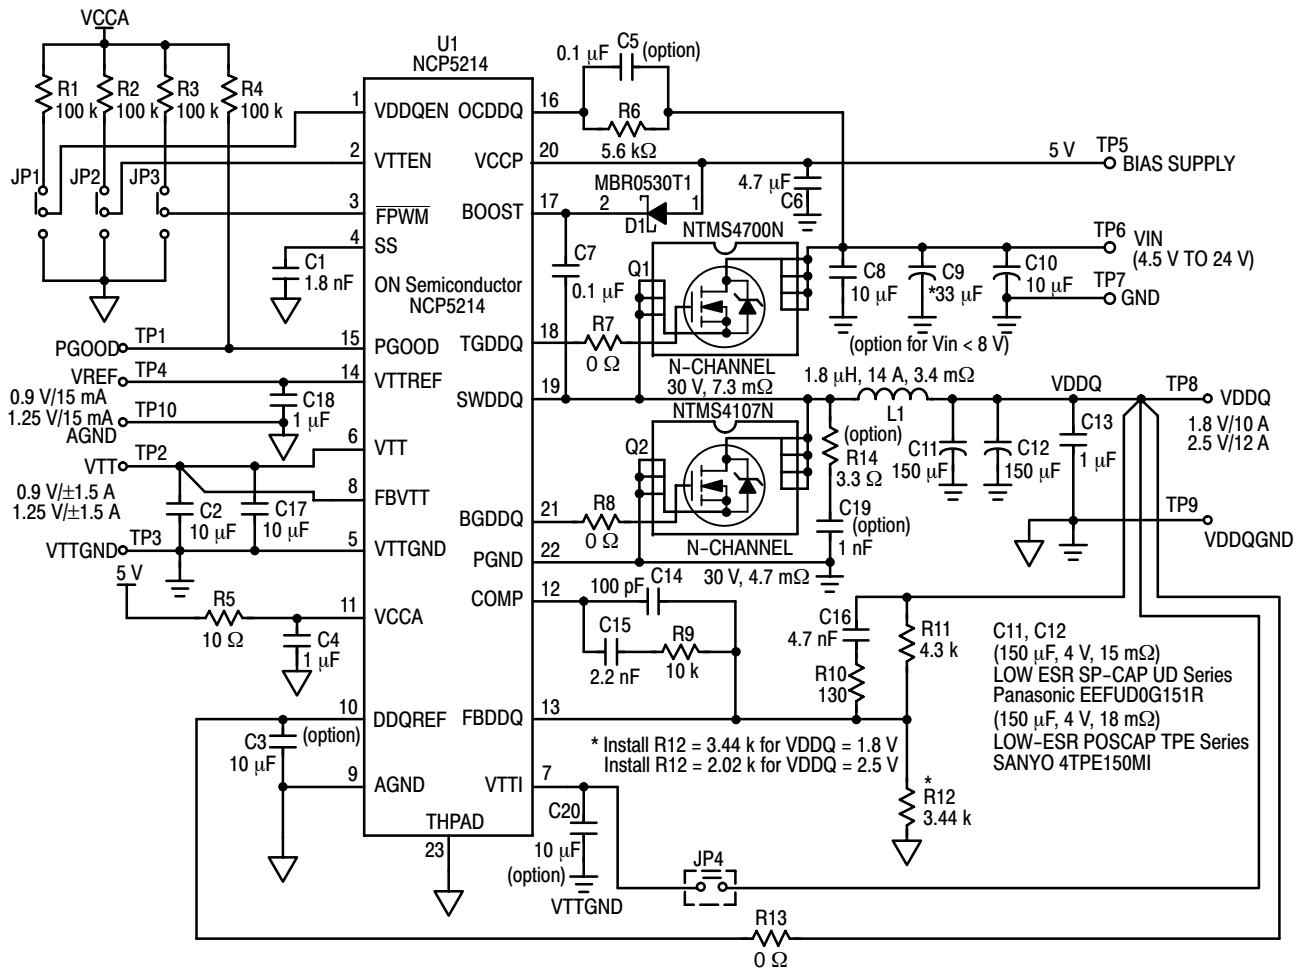 VCCA
R1
100 k
R2
100 k
R3
100 k
R4
100 k
JP1
JP2
JP3
U1
NCP5214
1
VDDQEN
2
VTTEN
3
FPWM
4
SS
C1
1.8 nF
ON Semiconductor
NCP5214
PGOOD
TP1
15
PGOOD
VREF
TP4
14
VTTREF
0.9 V/15 mA
1.25 V/15 mA
AGND
TP10
C18
1 µF
6
VTT
VTT
TP2
0.9 V/±1.5 A
1.25 V/±1.5 A
8
FBVTT
C2
10 µF
C17
10 µF
VTTGND
TP3
5
VTTGND
5 V
R5
10 Ω
11
VCCA
C4
1 µF
10
DDQREF
C3
(option)
10 µF
9
AGND
THPAD
23
OCDDQ
16
0.1 µF
C5
(option)
R6
5.6 kΩ
VCCP
20
5 V
TP5
BIAS SUPPLY
MBR0530T1
4.7 µF
C6
BOOST
17
2
1
D1
NTMS4700N
TP6
VIN
(4.5 V TO 24 V)
C7
0.1 µF
Q1
C8
10 µF
C9
*33 µF
C10
10 µF
TP7
GND
TGDDQ
18
R7
0 Ω
(option for Vin < 8 V)
N−CHANNEL
30 V, 7.3 mΩ
1.8 µH, 14 A, 3.4 mΩ
SWDDQ
19
L1
VDDQ
TP8
VDDQ
1.8 V/10 A
2.5 V/12 A
NTMS4107N
Q2
(option)
R14
3.3 Ω
C11
150 µF
C12
150 µF
C13
1 µF
BGDDQ
21
R8
0 Ω
C19
(option)
1 nF
TP9
VDDQGND
N−CHANNEL
30 V, 4.7 mΩ
PGND
22
COMP
12
100 pF
C14
C15
2.2 nF
R9
10 k
C16
4.7 nF
R10
130
R11
4.3 k
C11, C12
(150 µF, 4 V, 15 mΩ)
LOW ESR SP−CAP UD Series
Panasonic EEFUD0G151R
(150 µF, 4 V, 18 mΩ)
LOW−ESR POSCAP TPE Series
SANYO 4TPE150MI
FBDDQ
13
* Install R12 = 3.44 k for VDDQ = 1.8 V
Install R12 = 2.02 k for VDDQ = 2.5 V
VTTI
7
*
R12
3.44 k
C20
10 µF
(option)
VTTGND
JP4
R13
0 Ω